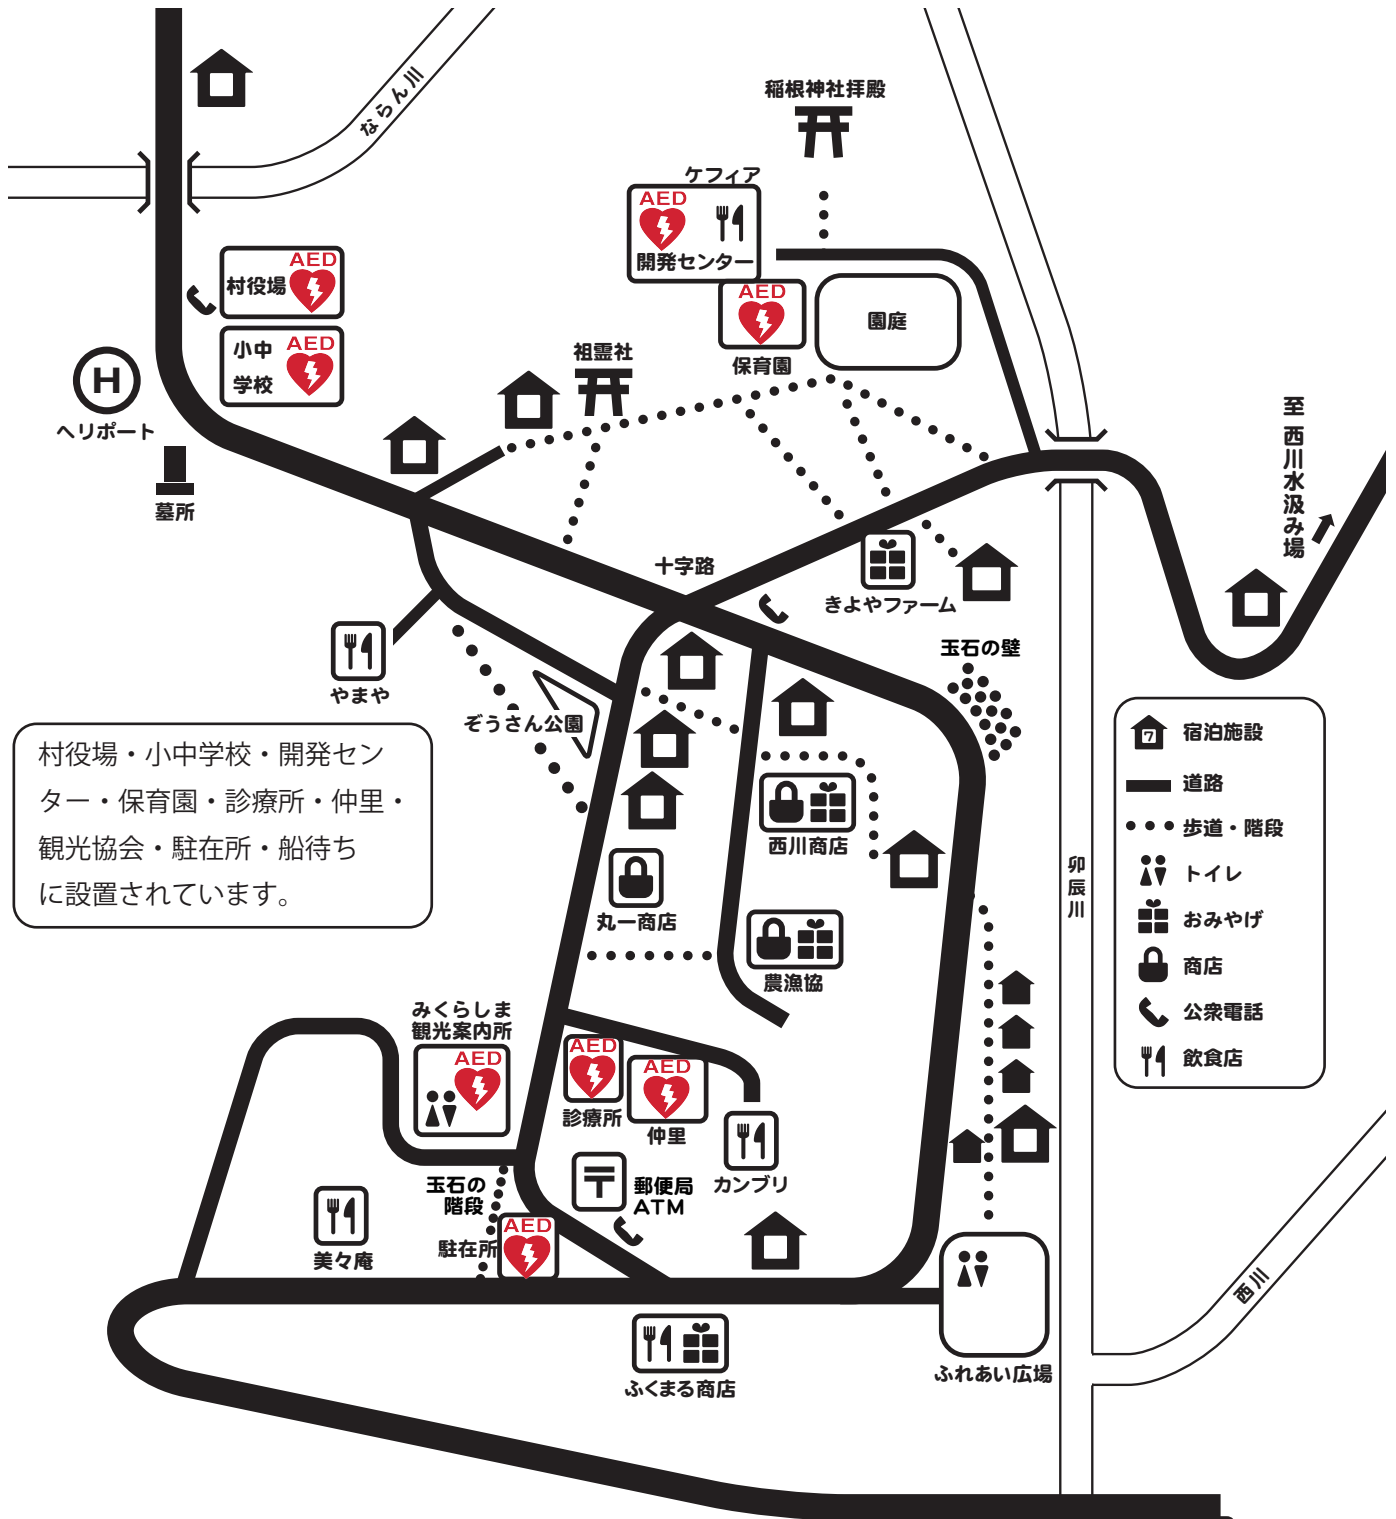 ならん川
稲根神社拝殿
ケフィア
AED
開発センター
AED
村役場
AED
園庭
小中
学校
AED
保育園
祖霊社
H
ヘリポート
墓所
至 西川水汲み場
十字路
きよやファーム
玉石の壁
やまや
ぞうさん公園
村役場・小中学校・開発セン
ター・保育園・診療所・仲里・
観光協会・駐在所・船待ち
に設置されています。
7
宿泊施設
道路
歩道・階段
トイレ
おみやげ
商店
公衆電話
飲食店
西川商店
卯辰川
丸一商店
農漁協
みくらしま
観光案内所
AED
AED
診療所
AED
仲里
カンブリ
玉石の
階段
郵便局
ATM
美々庵
駐在所
AED
西川
ふくまる商店
ふれあい広場